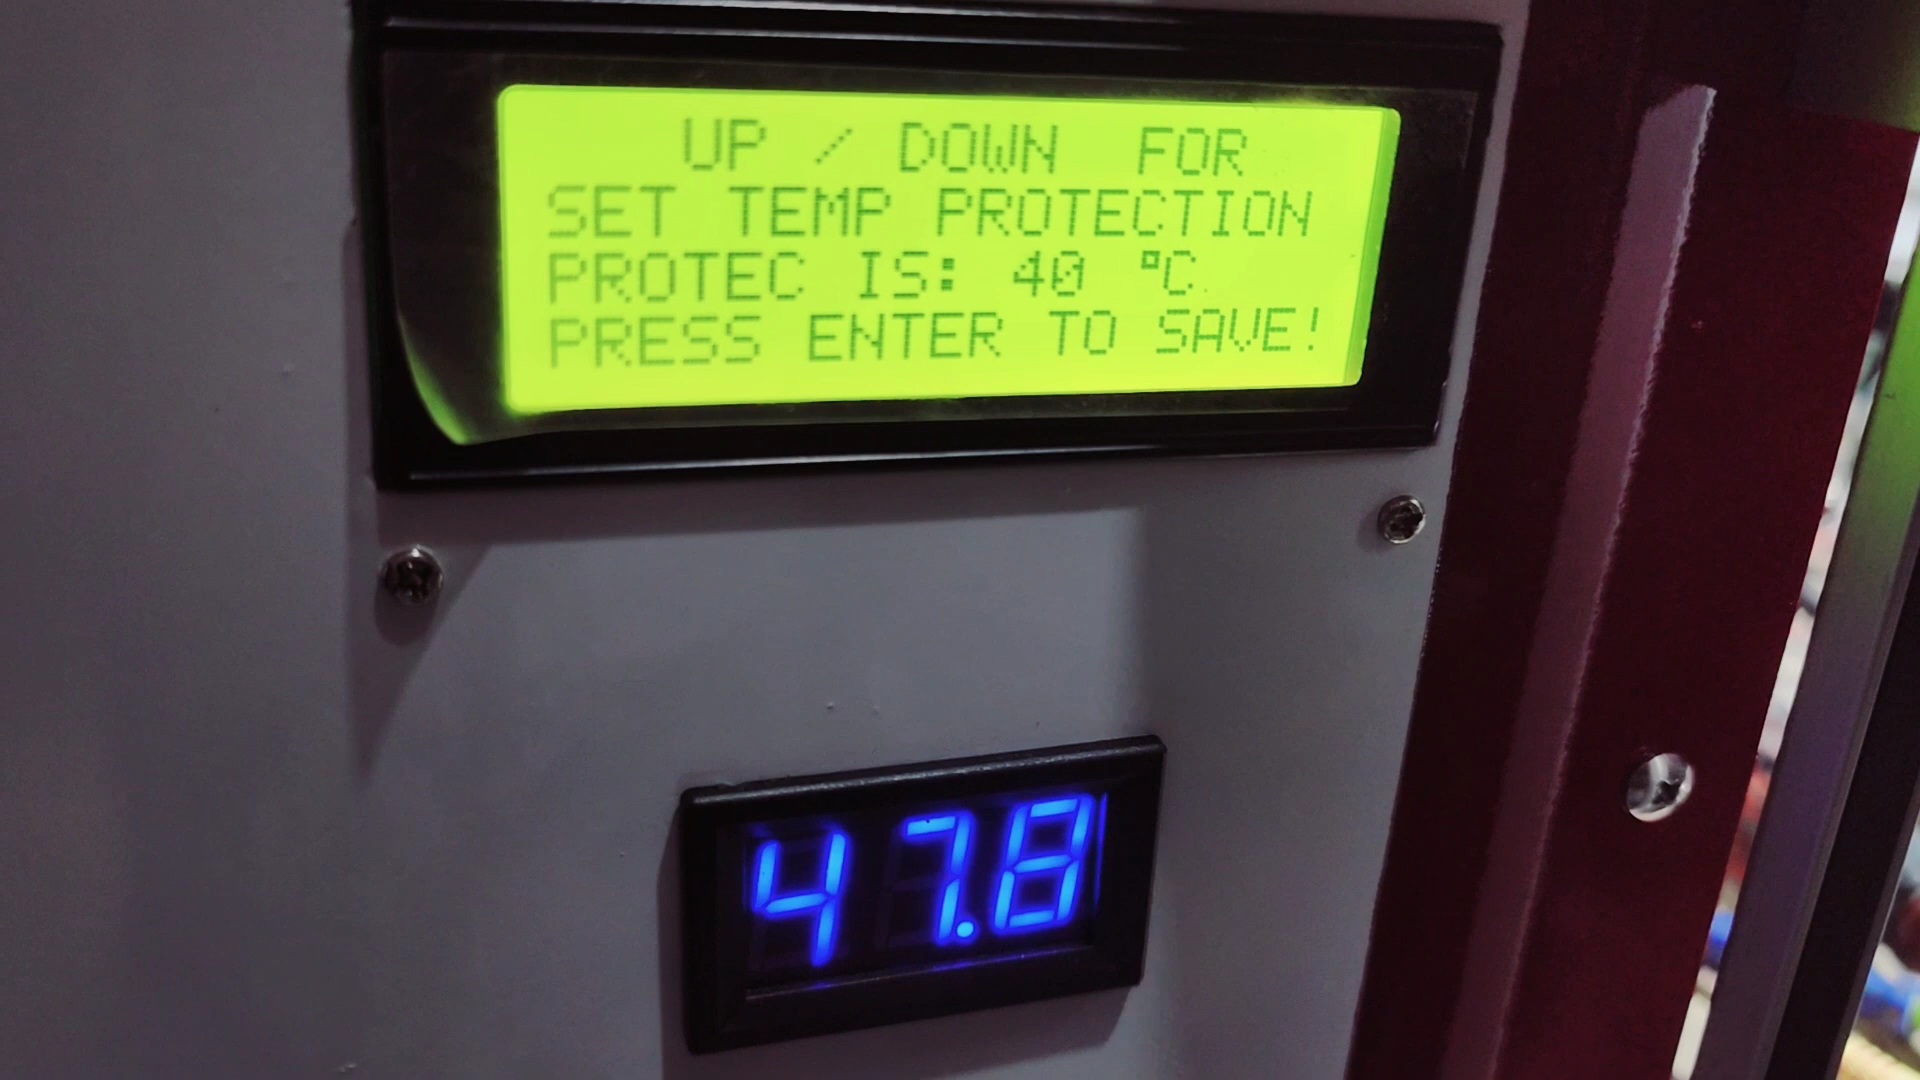 UP / DOWN FOR
SET TEMP PROTECTION
PROTEC IS: 40 °C
PRESS ENTER TO SAVE!
47.8